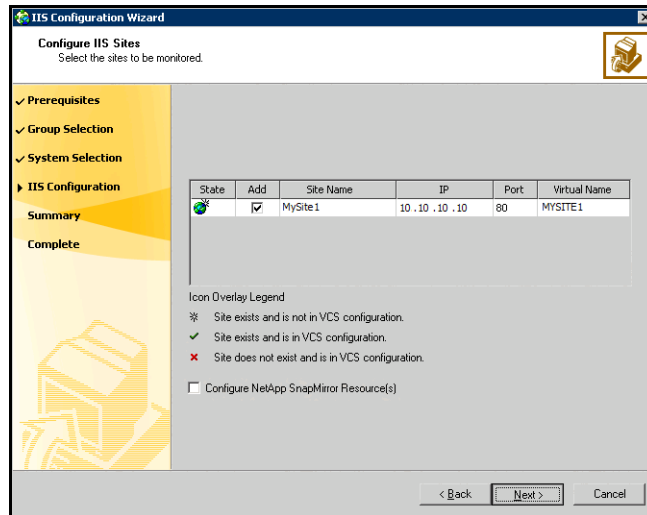 IIS Configuration Wizard
Configure IIS Sites
Select the sites to be monitored.
Prerequisites
Group Selection
System Selection
IIS Configuration
Summary
Complete
State Add Site Name IP Port Virtual Name
MySite1 10 . 10 . 10 . 10 80 MYSITE1
Icon Overlay Legend
Site exists and is not in VCS configuration.
Site exists and is in VCS configuration.
Site does not exist and is in VCS configuration.
Configure NetApp SnapMirror Resource(s)
< Back Next > Cancel